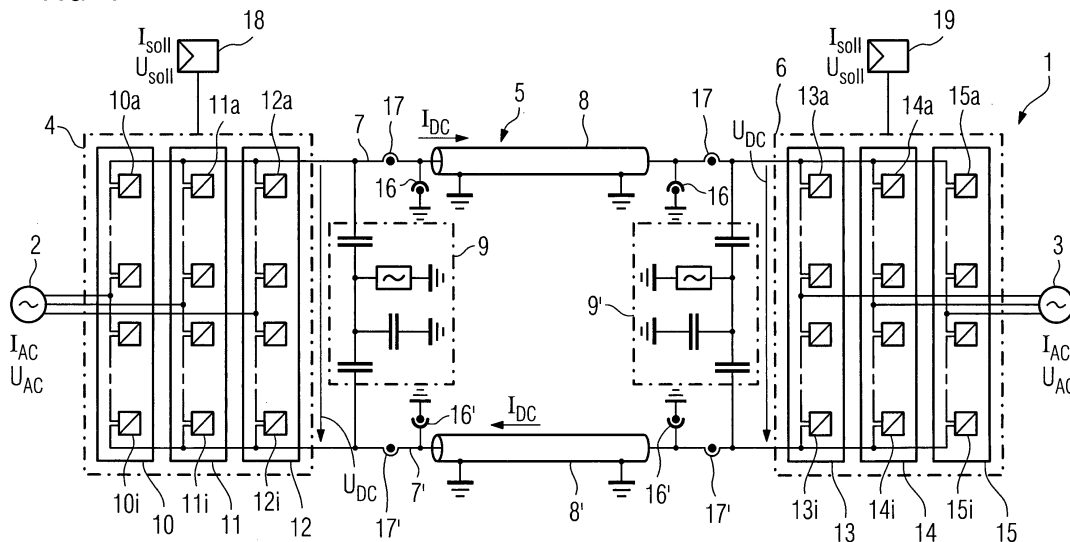 I_soll
U_soll
18
I_soll
U_soll
19
1
4
10a
11a
12a
7
17
I_DC
5
8
17
U_DC
6
13a
14a
15a
16
16
2
9
9'
3
I_AC
U_AC
I_AC
U_AC
16'
I_DC
16'
U_DC
7'
10i
10
11i
11
12i
12
17'
8'
17'
13i
13
14i
14
15i
15